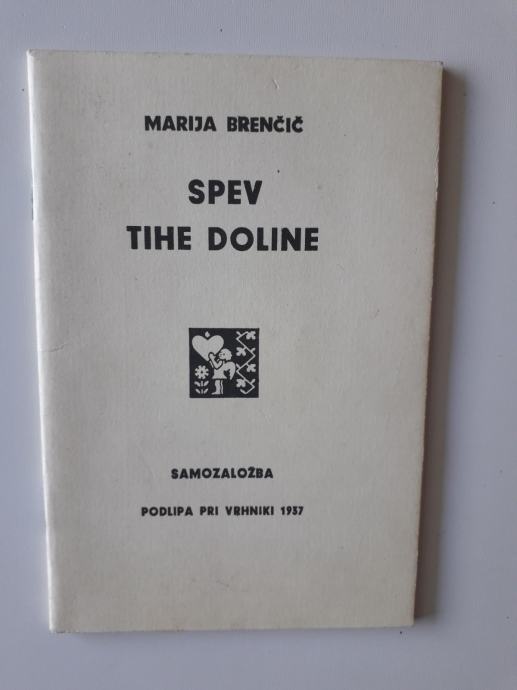 MARIJA BRENČIČ
SPEV
TIHE DOLINE
SAMOZALOŽBA
PODLIPA PRI VRHNIKI 1937